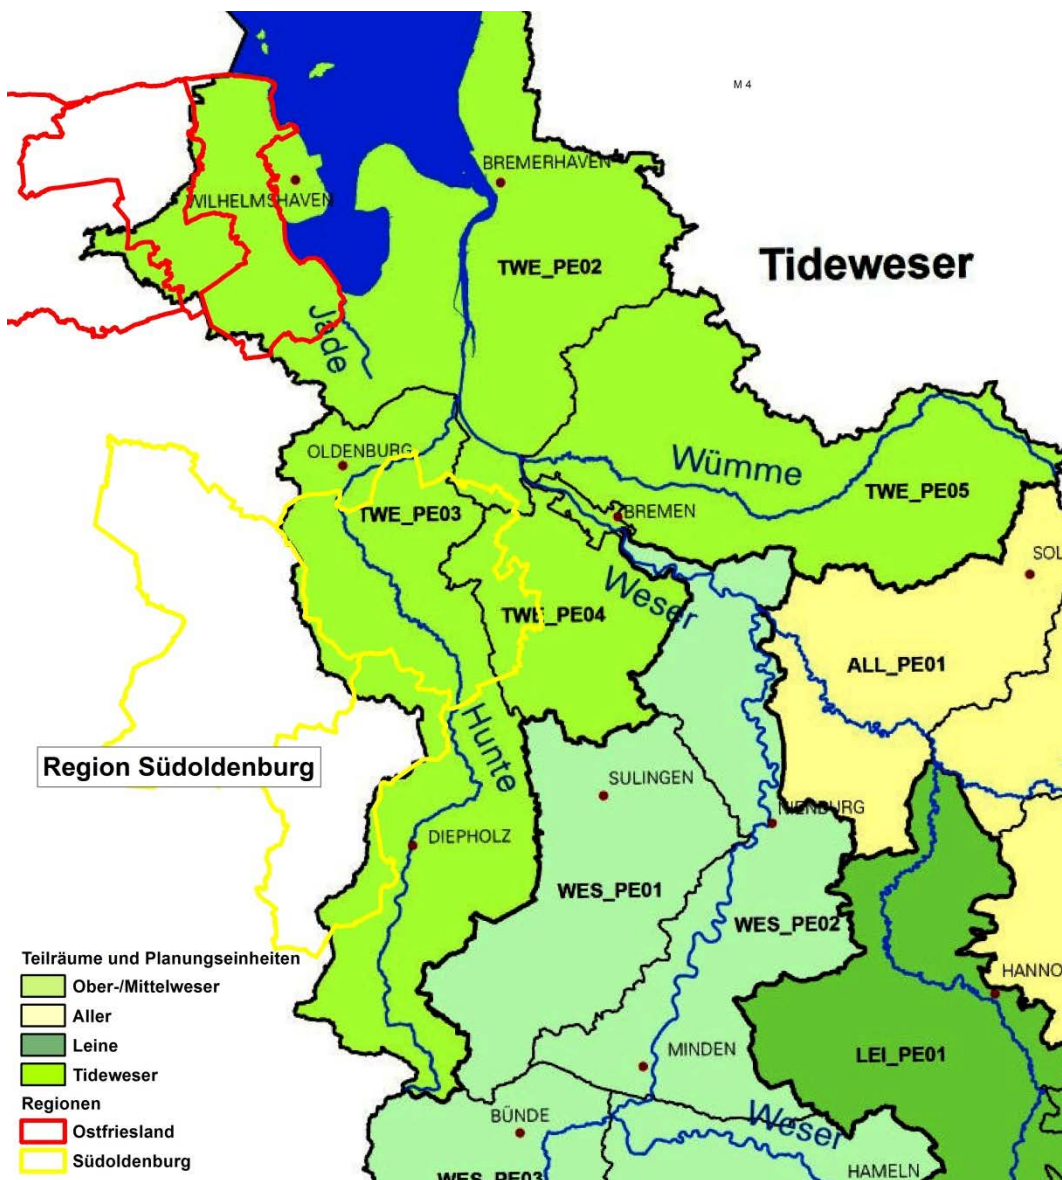 M 4
BREMERHAVEN
WILHELMSHAVEN
TWE_PE02
Tideweser
Jade
OLDENBURG
Wümme
TWE_PE03
TWE_PE05
BREMEN
SOL
Weser
TWE_PE04
ALL_PE01
Hunte
Region Südoldenburg
SULINGEN
NIENBURG
DIEPHOLZ
WES_PE01
WES_PE02
HANNO
Teilräume und Planungseinheiten
Ober-/Mittelweser
Aller
Leine
Tideweser
Regionen
Ostfriesland
Südoldenburg
MINDEN
LEI_PE01
BÜNDE
Weser
HAMELN
WES_PE03